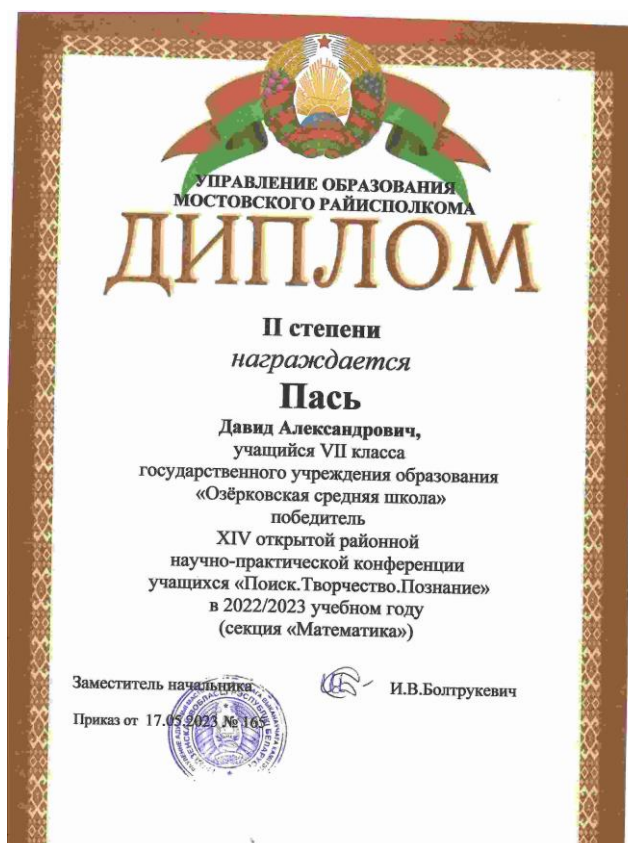 УПРАВЛЕНИЕ ОБРАЗОВАНИЯ
МОСТОВСКОГО РАЙИСПОЛКОМА
ДИПЛОМ
II степени
награждается
Пась
Давид Александрович,
учащийся VII класса
государственного учреждения образования
«Озёрковская средняя школа»
победитель
XIV открытой районной
научно-практической конференции
учащихся «Поиск.Творчество.Познание»
в 2022/2023 учебном году
(секция «Математика»)
Заместитель начальника И.В.Болтрукевич
Приказ от 17.05.2023 № 165